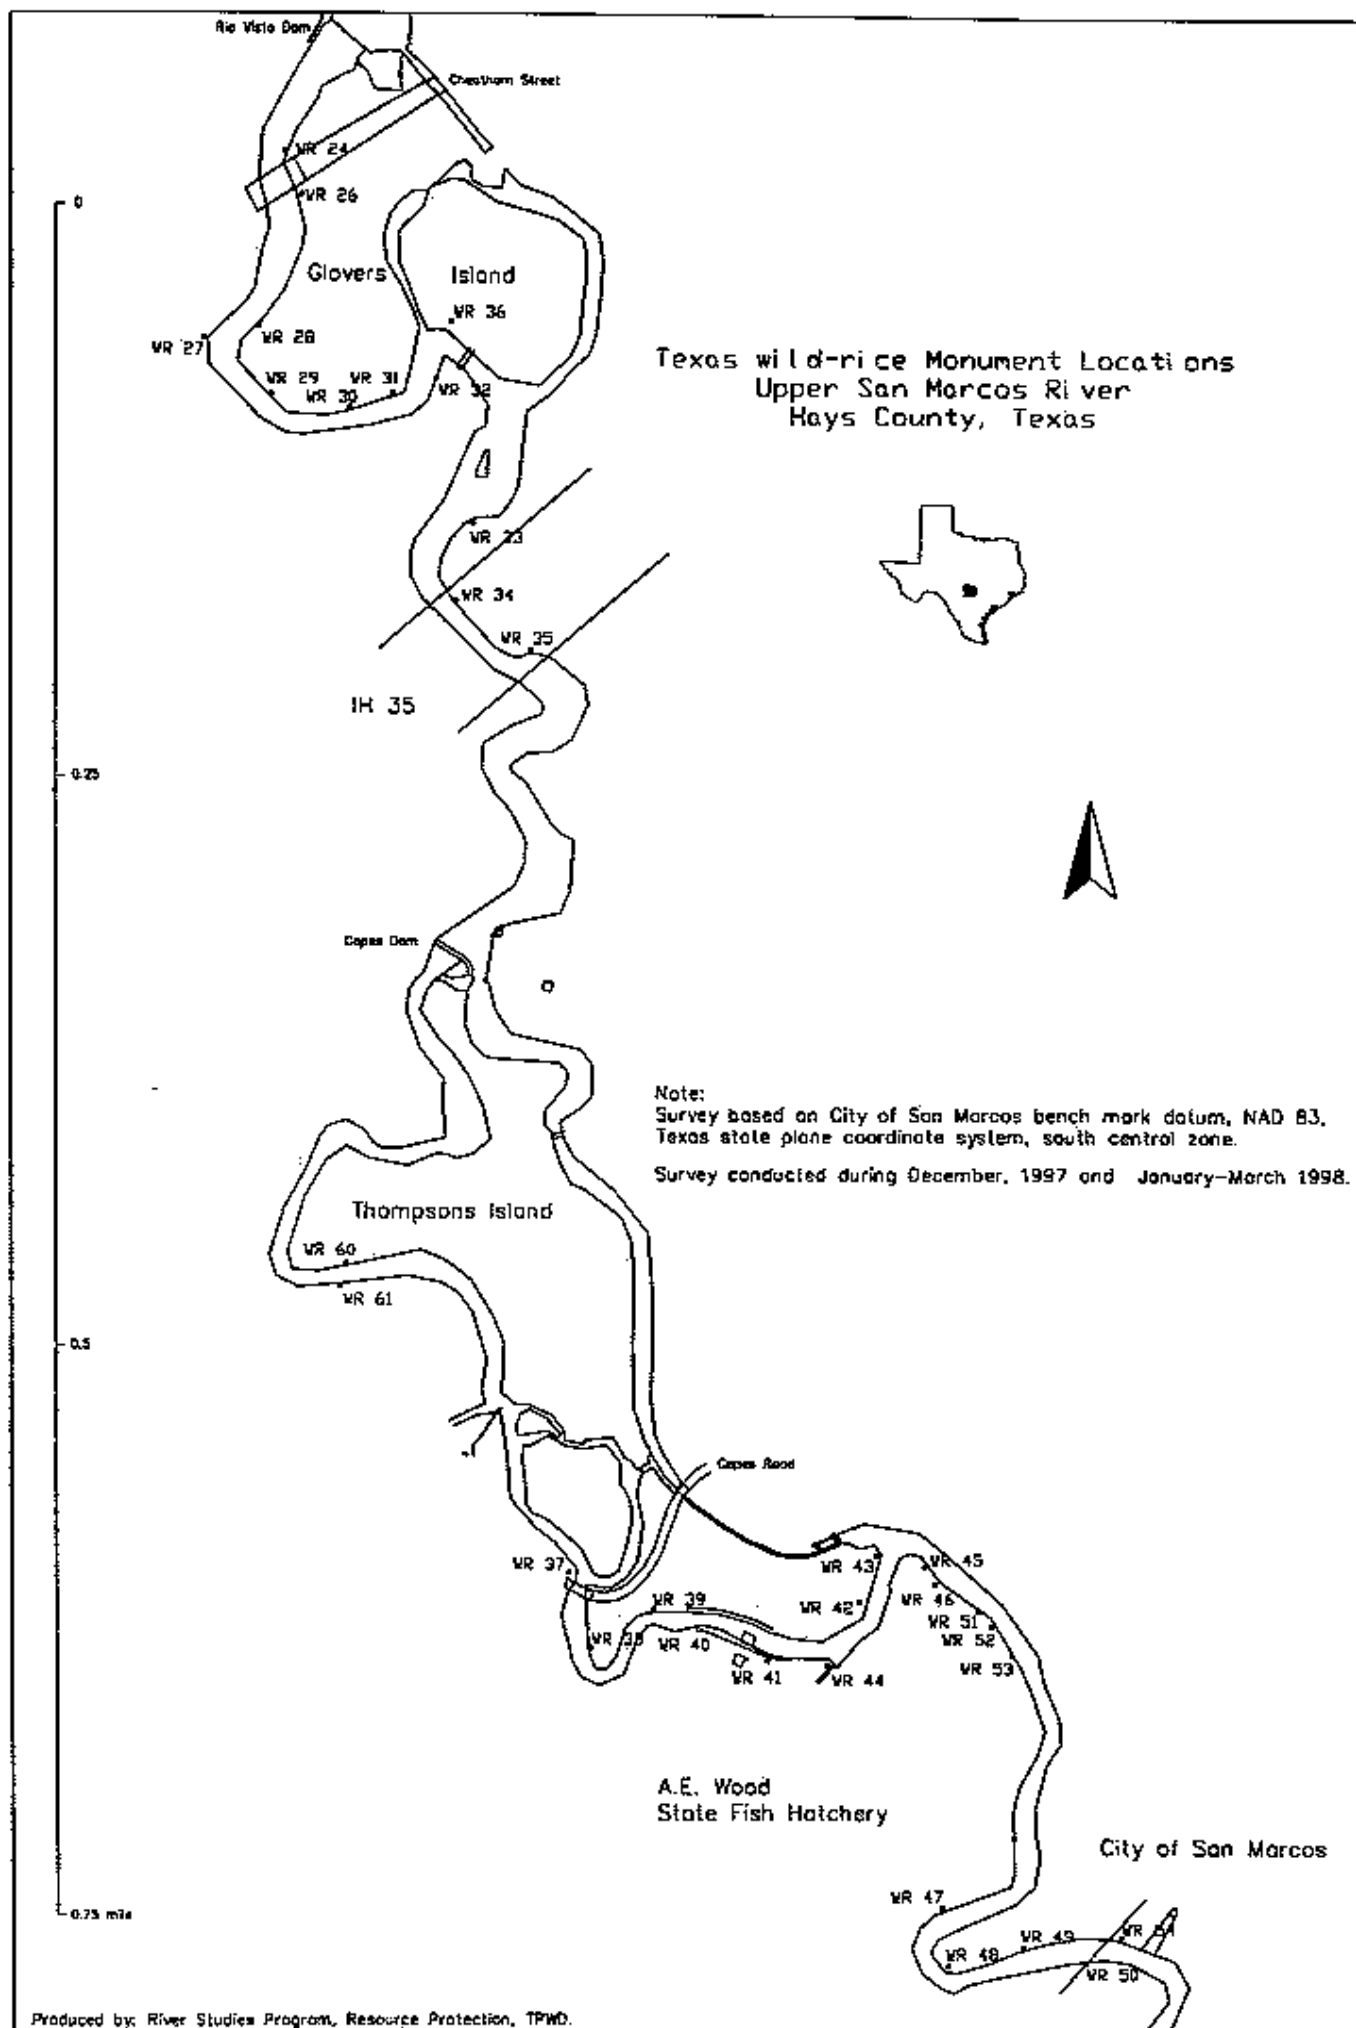 Rio Vista Dam
Cheatham Street
WR 24
WR 26
0
Glovers Island
WR 36
WR 28
WR 27
WR 29
WR 31
WR 30
WR 32
Texas wild-rice Monument Locations
Upper San Marcos River
Hays County, Texas
WR 33
WR 34
WR 35
IH 35
0.25
Capes Dam
Note:
Survey based on City of San Marcos bench mark datum, NAD 83,
Texas state plane coordinate system, south central zone.
Survey conducted during December, 1997 and January-March 1998.
Thompsons Island
WR 60
WR 61
0.5
Capes Road
WR 37
WR 43
WR 45
WR 46
WR 39
WR 42
WR 51
WR 38
WR 40
WR 52
WR 53
WR 41
WR 44
A.E. Wood
State Fish Hatchery
City of San Marcos
WR 47
0.75 mile
WR 49
WR 54
WR 48
WR 50
Produced by: River Studies Program, Resource Protection, TPWD.